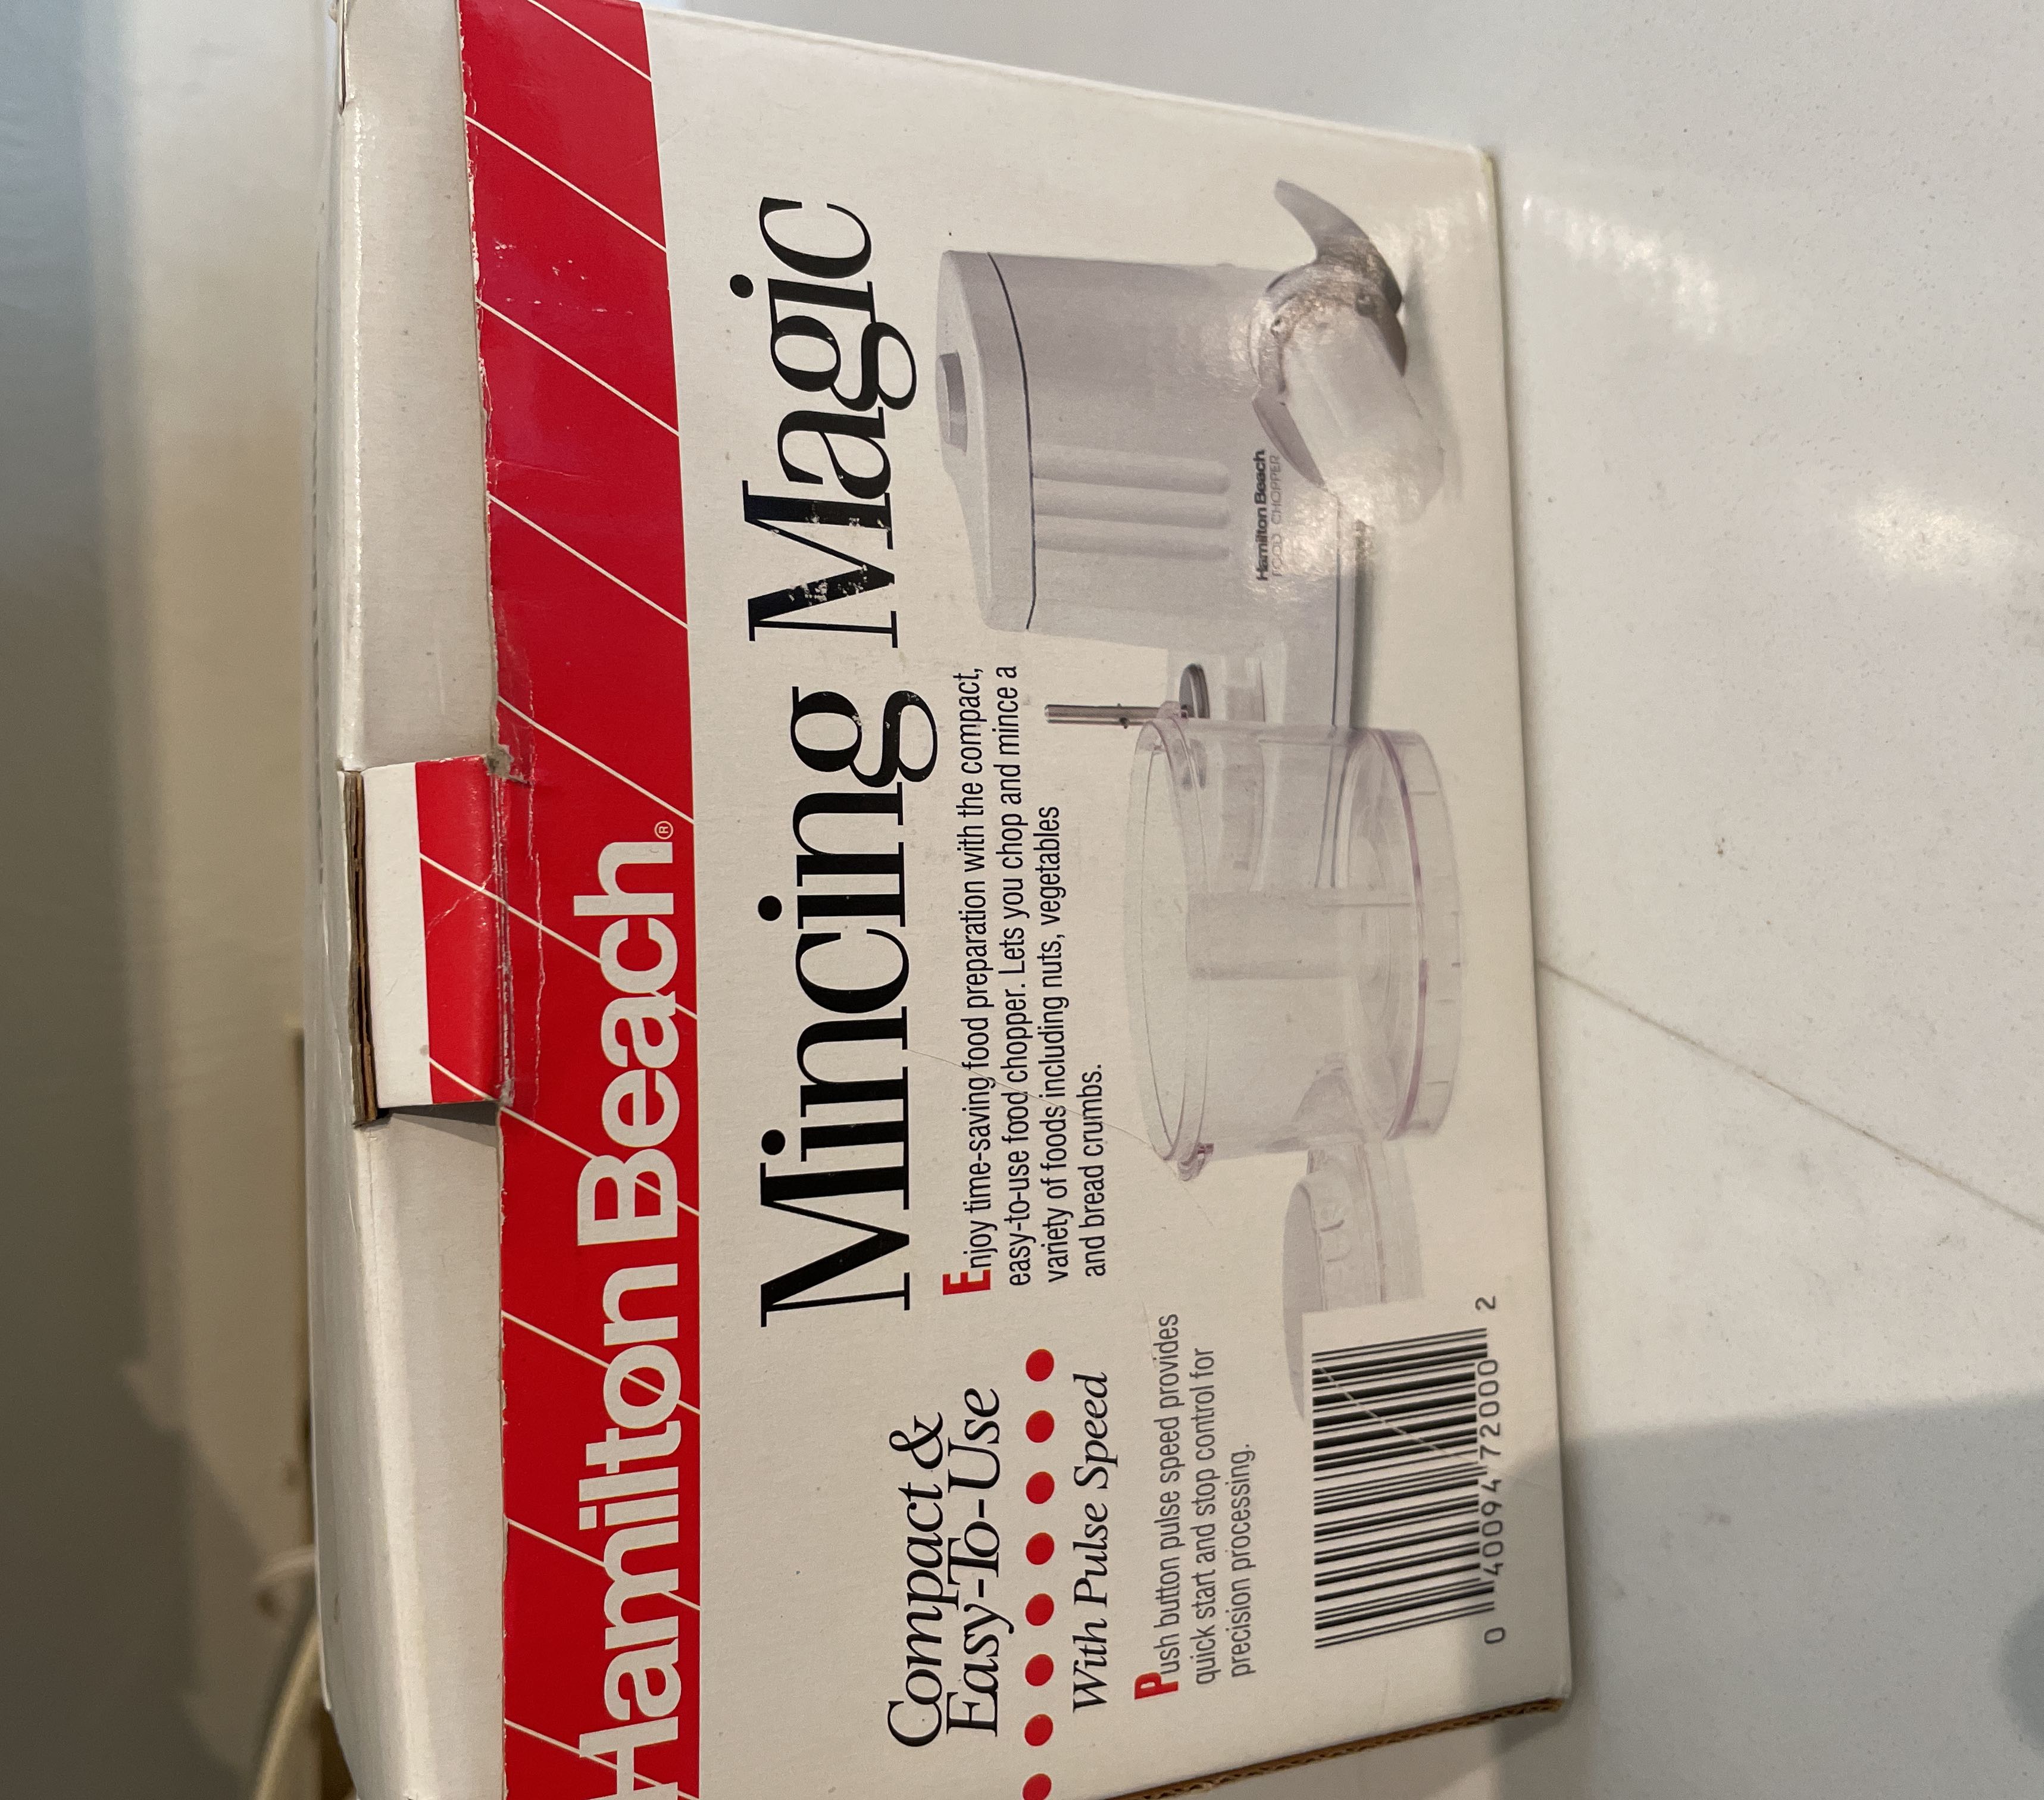 Hamilton Beach®
Mincing Magic
Compact &
Easy-To-Use
With Pulse Speed
Push button pulse speed provides
quick start and stop control for
precision processing.
Enjoy time-saving food preparation with the compact,
easy-to-use food chopper. Lets you chop and mince a
variety of foods including nuts, vegetables
and bread crumbs.
Hamilton Beach
FOOD CHOPPER
0 40094 72000 2